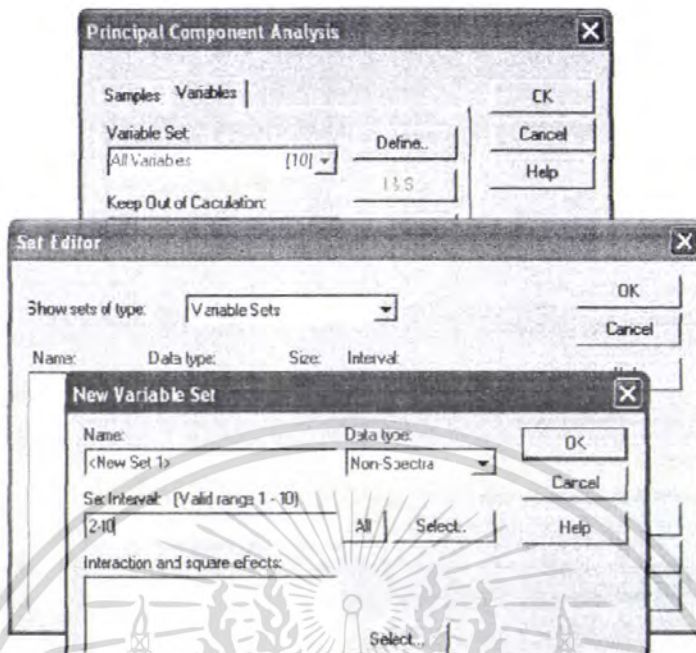 Principal Component Analysis
Samples Variables
CK
Variable Set:
Define..
Cancel
All Variables [10]
Help
Keep Out of Caculation:
Set Editor
Show sets of type: Variable Sets
OK
Cancel
Name: Data type: Size: Interval:
New Variable Set
Name: Data type:
OK
<New Set 1> Non-Spectra
Cancel
Set Interval: (Valid range 1 - 10)
2-10 All Select.. Help
Interaction and square effects:
Select...